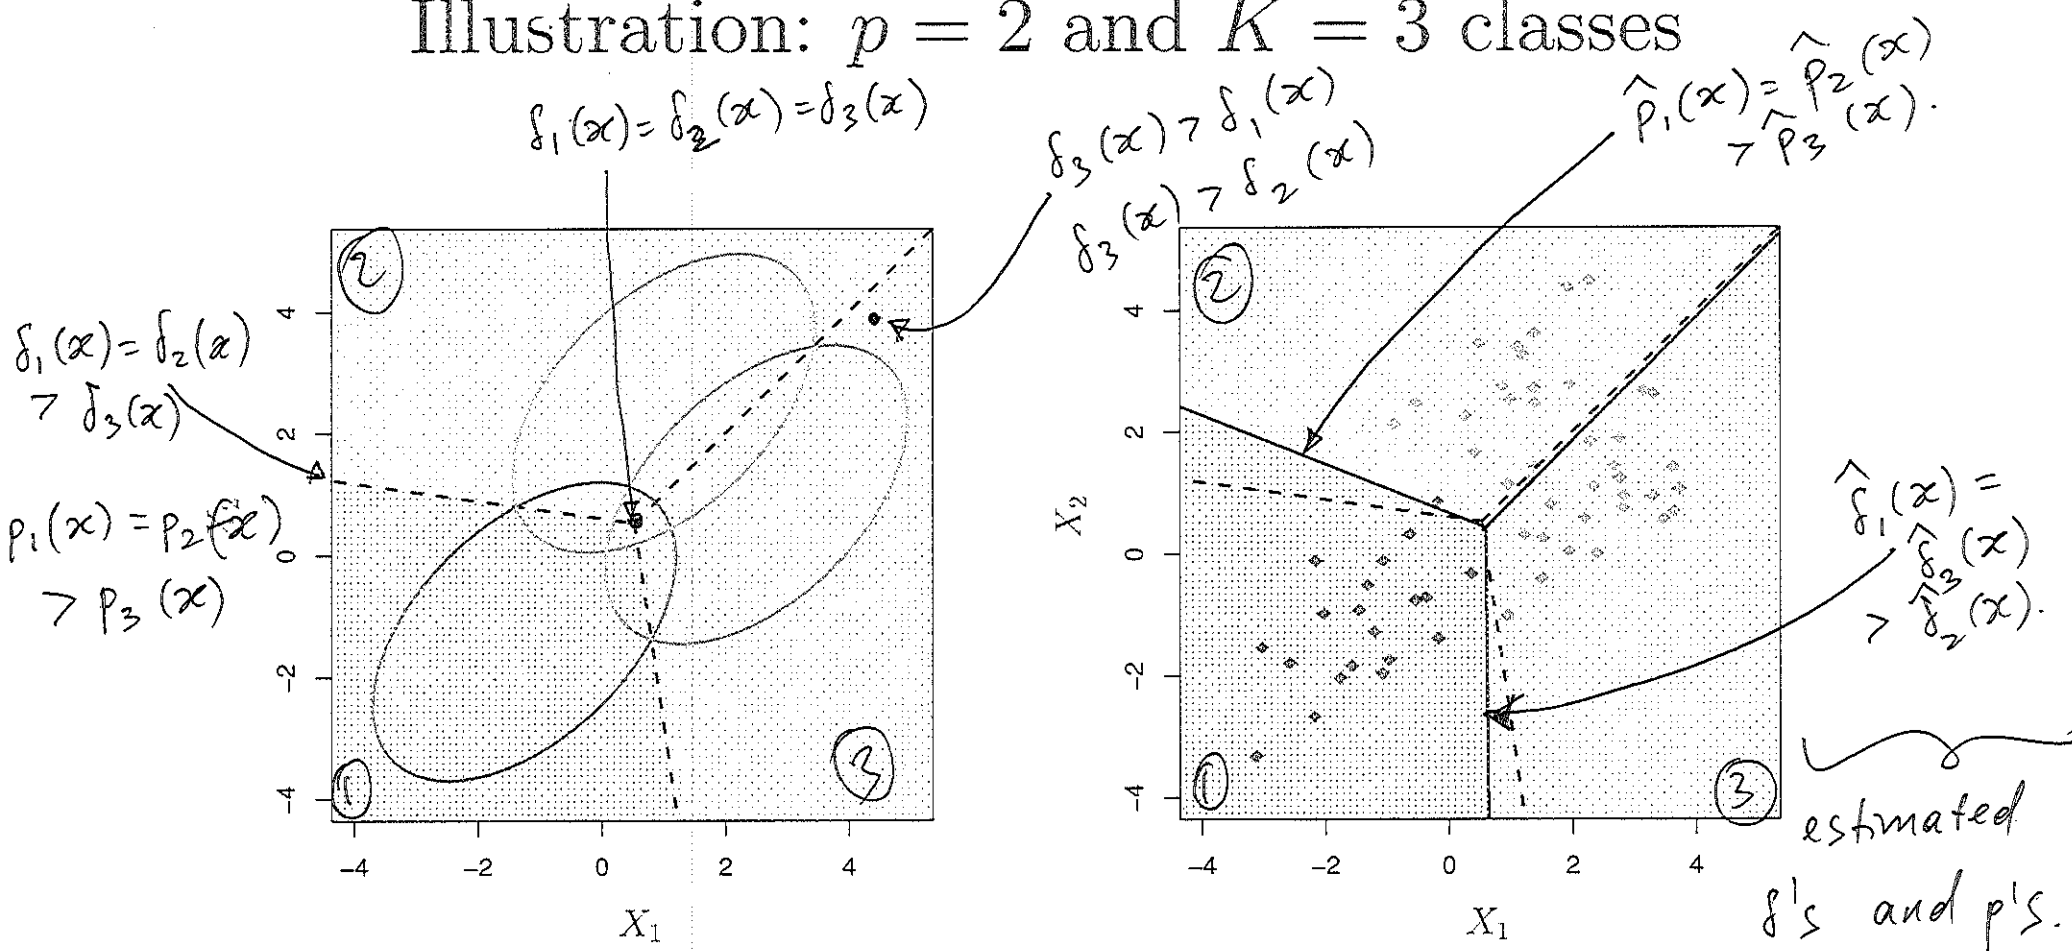 Illustration: p = 2 and K = 3 classes
δ₁(x) = δ₂(x) = δ₃(x)
δ₃(x) > δ₁(x)
δ₃(x) > δ₂(x)
p̂₁(x) = p̂₂(x)
> p̂₃(x).
δ₁(x) = δ₂(x)
> δ₃(x)
p₁(x) = p₂(x)
> p₃(x)
②
①
③
4
2
0
−2
−4
−4 −2 0 2 4
X₁
②
①
③
X₂
4
2
0
−2
−4
−4 −2 0 2 4
X₁
δ̂₁(x) =
δ̂₃(x)
> δ̂₂(x).
estimated
δ's and p's.